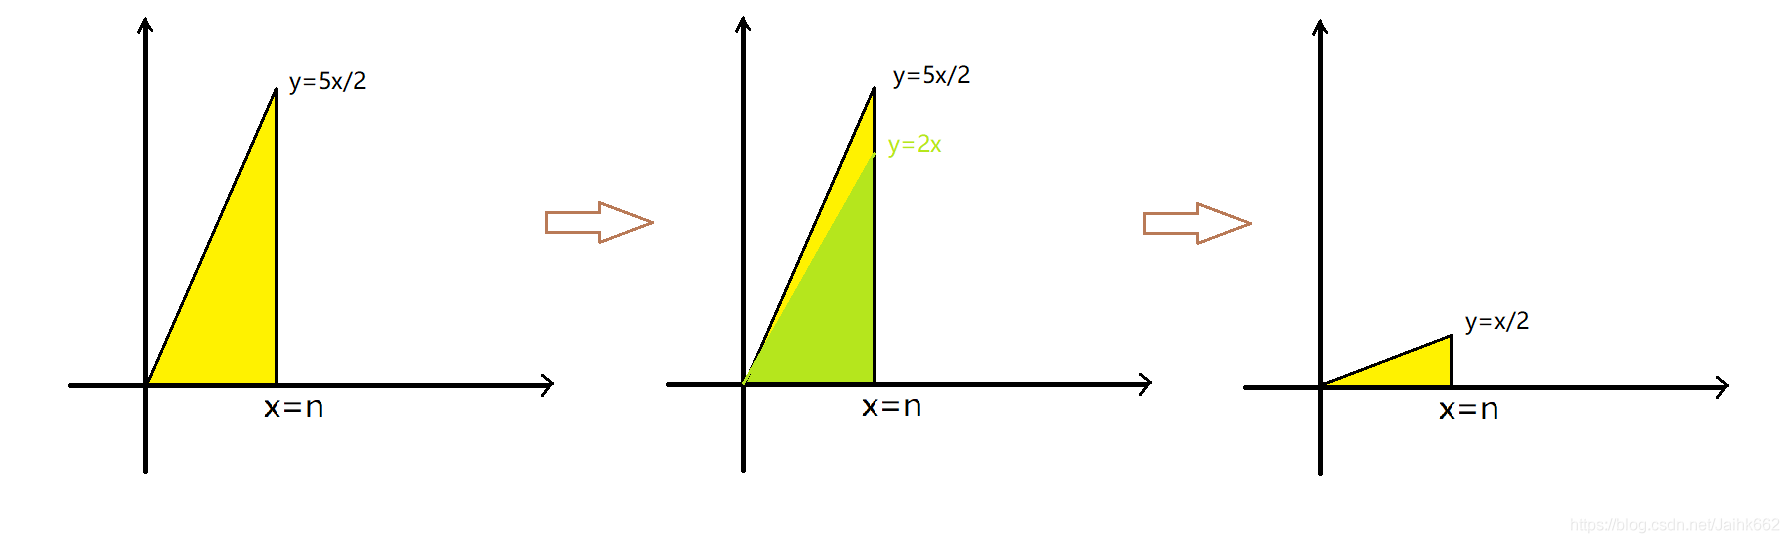 y=5x/2
x=n
y=5x/2
y=2x
x=n
y=x/2
x=n
https://blog.csdn.net/Jaihk662